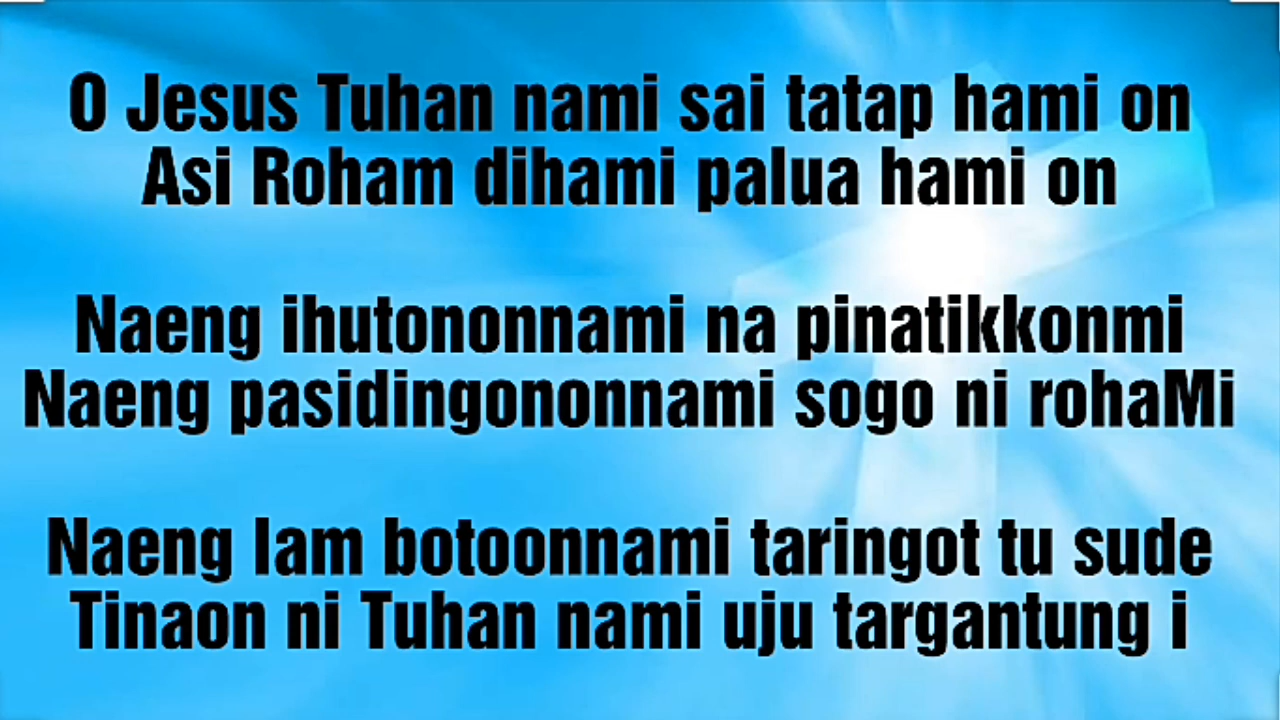 O Jesus Tuhan nami sai tatap hami on
Asi Roham dihami palua hami on
Naeng ihutononnami na pinatikkonmi
Naeng pasidingononnami sogo ni rohaMi
Naeng lam botoonnami taringot tu sude
Tinaon ni Tuhan nami uju targantung i